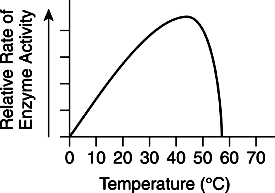 Relative Rate of
Enzyme Activity
0 10 20 30 40 50 60 70
Temperature (°C)